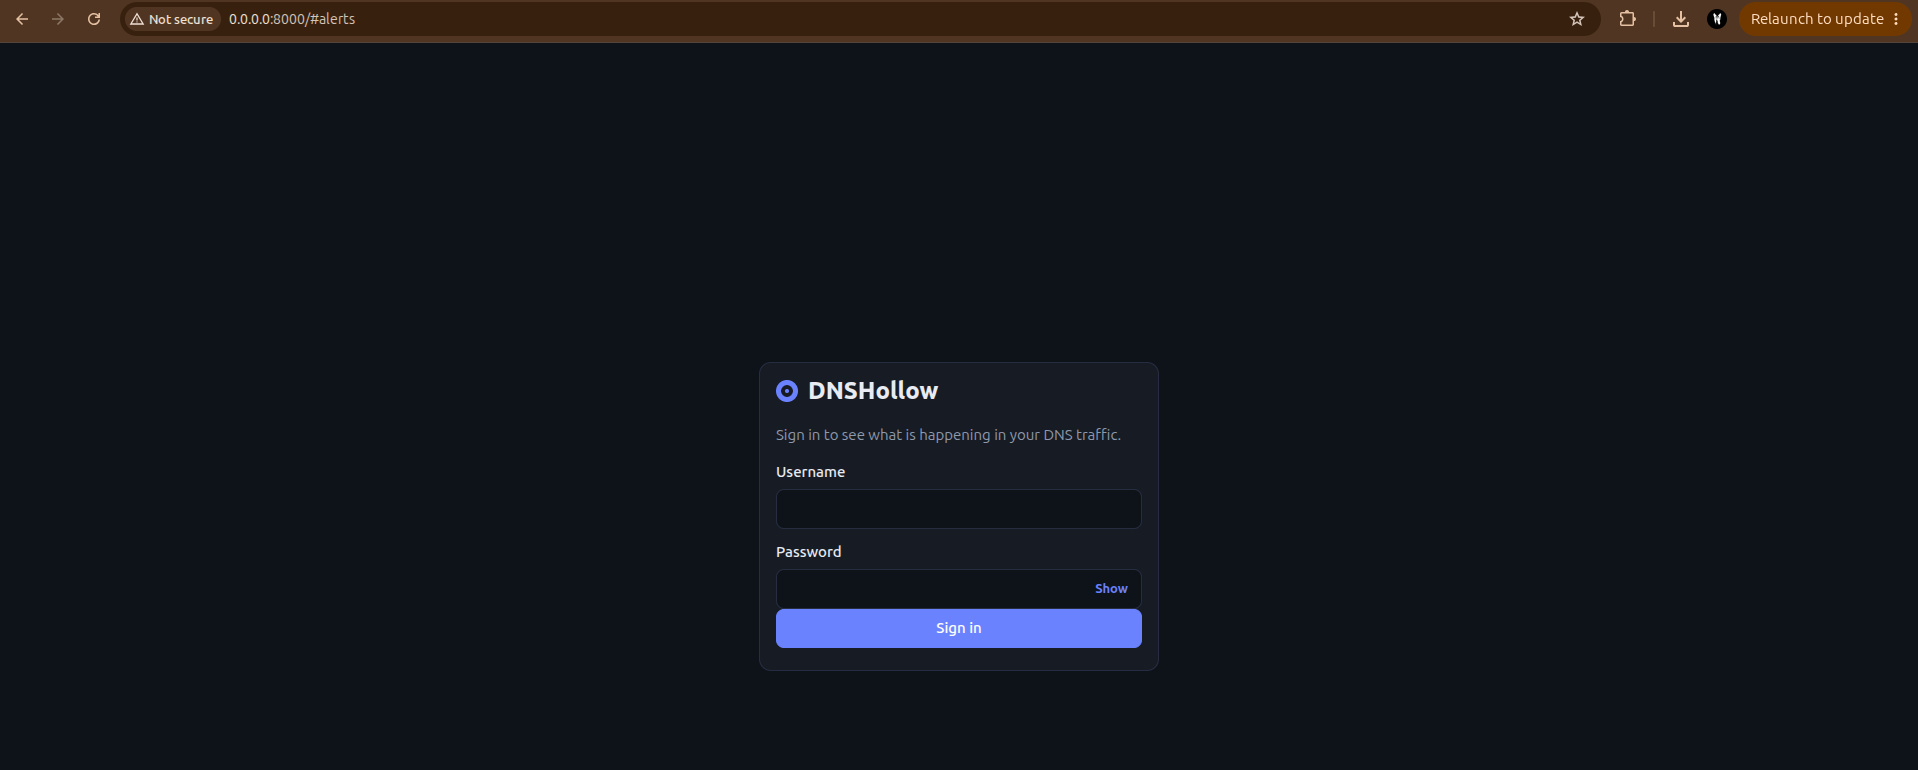 Not secure
0.0.0.0:8000/#alerts
Relaunch to update
DNSHollow
Sign in to see what is happening in your DNS traffic.
Username
Password
Show
Sign in